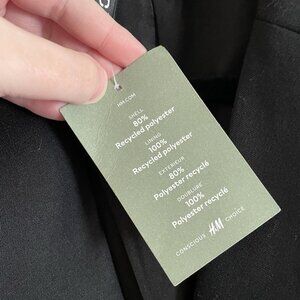 HM.COM
SHELL
80%
Recycled polyester
LINING
100%
Recycled polyester
EXTERIEUR
80%
Polyester recyclé
DOUBLURE
100%
Polyester recyclé
CONSCIOUS H&M CHOICE